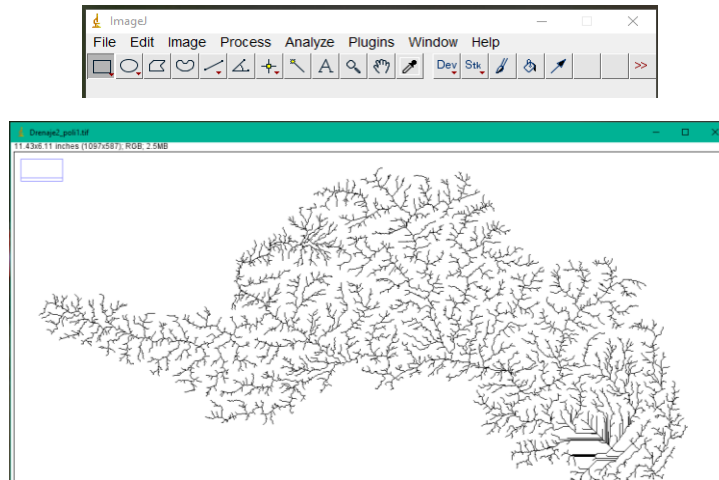 ImageJ
File Edit Image Process Analyze Plugins Window Help
Dev Stk >>
Drenaje2_poli1.tif
11.43x6.11 inches (1097x587); RGB; 2.5MB